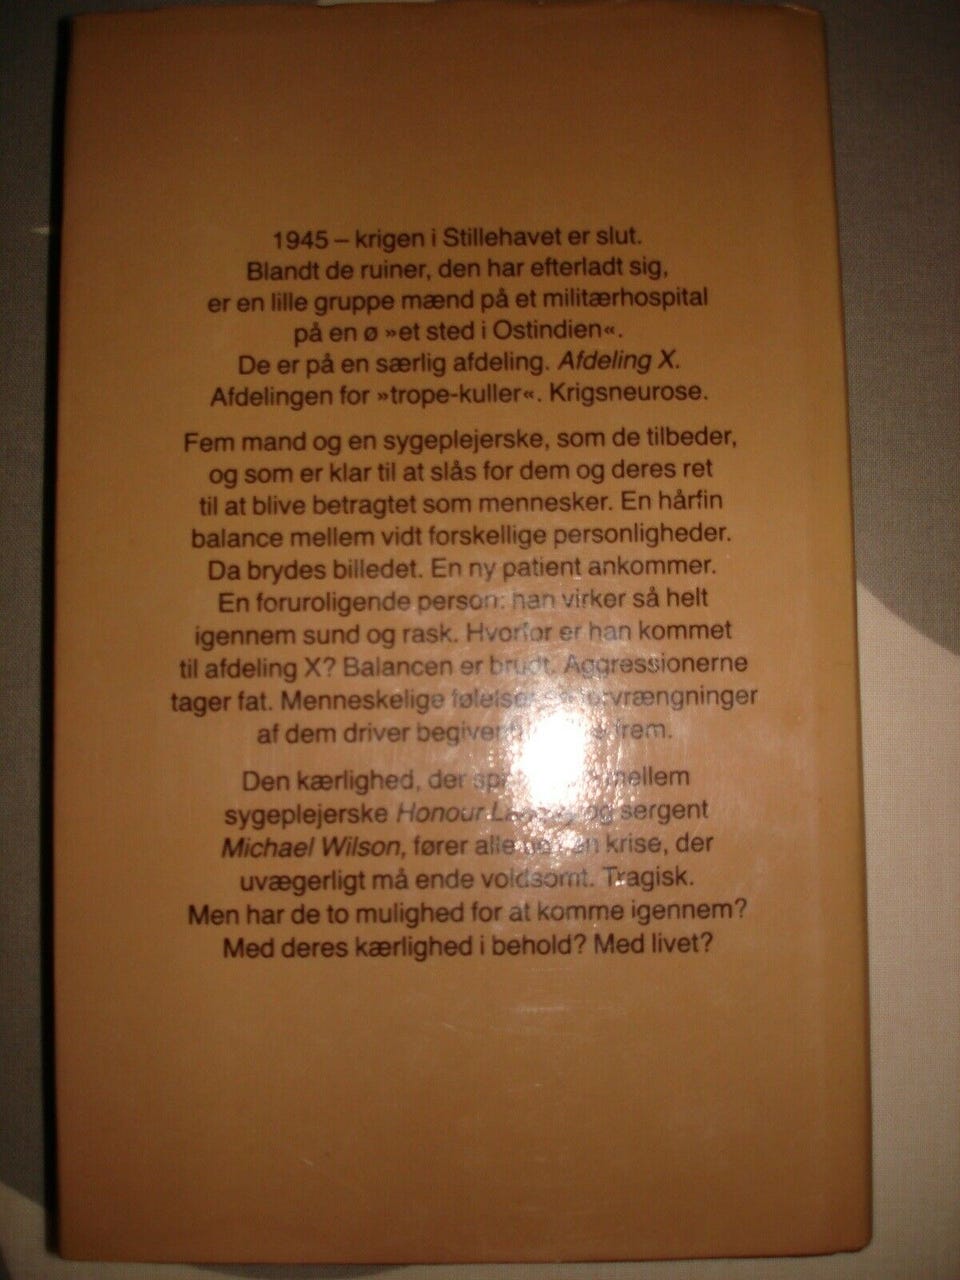 1945 – krigen i Stillehavet er slut.
Blandt de ruiner, den har efterladt sig,
er en lille gruppe mænd på et militærhospital
på en ø »et sted i Ostindien«.
De er på en særlig afdeling. Afdeling X.
Afdelingen for »trope-kuller«. Krigsneurose.
Fem mand og en sygeplejerske, som de tilbeder,
og som er klar til at slås for dem og deres ret
til at blive betragtet som mennesker. En hårfin
balance mellem vidt forskellige personligheder.
Da brydes billedet. En ny patient ankommer.
En foruroligende person: han virker så helt
igennem sund og rask. Hvorfor er han kommet
til afdeling X? Balancen er brudt. Aggressionerne
tager fat. Menneskelige følelser
af dem driver frem.
Den kærlighed, der mellem
sygeplejerske Honour og sergent
Michael Wilson, fører alle krise, der
uvægerligt må ende voldsomt. Tragisk.
Men har de to mulighed for at komme igennem?
Med deres kærlighed i behold? Med livet?